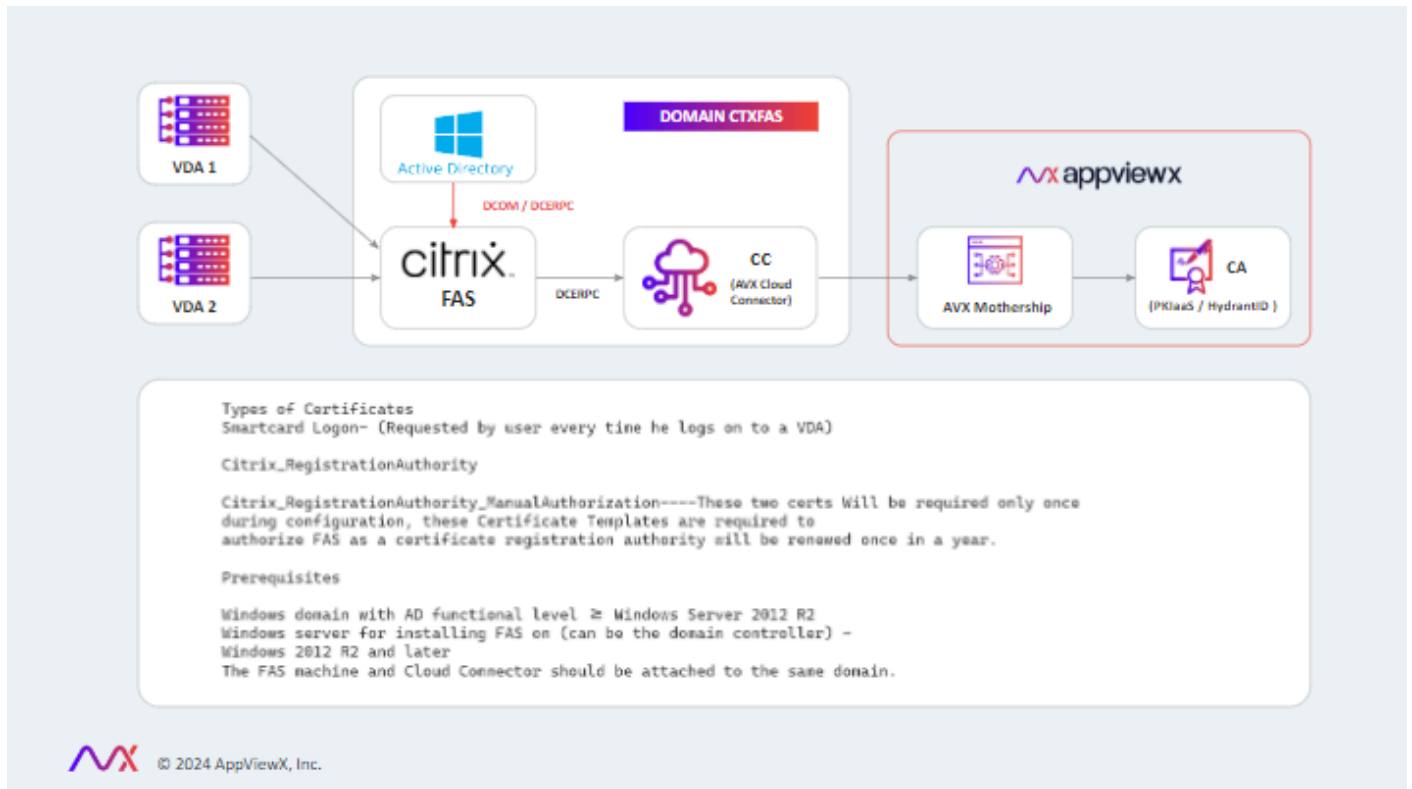 VDA 1
VDA 2
Active Directory
DOMAIN CTXFAS
DCOM / DCERPC
citrix
FAS
DCERPC
CC
(AVX Cloud
Connector)
appviewx
AVX Mothership
CA
(PKIaaS / HydrantID )
Types of Certificates
Smartcard Logon- (Requested by user every tine he logs on to a VDA)
Citrix_RegistrationAuthority
Citrix_RegistrationAuthority_ManualAuthorization----These two certs Will be required only once
during configuration, these Certificate Templates are required to
authorize FAS as a certificate registration authority will be renewed once in a year.
Prerequisites
Windows domain with AD functional level ≥ Windows Server 2012 R2
Windows server for installing FAS on (can be the domain controller) -
Windows 2012 R2 and later
The FAS machine and Cloud Connector should be attached to the same domain.
© 2024 AppViewX, Inc.